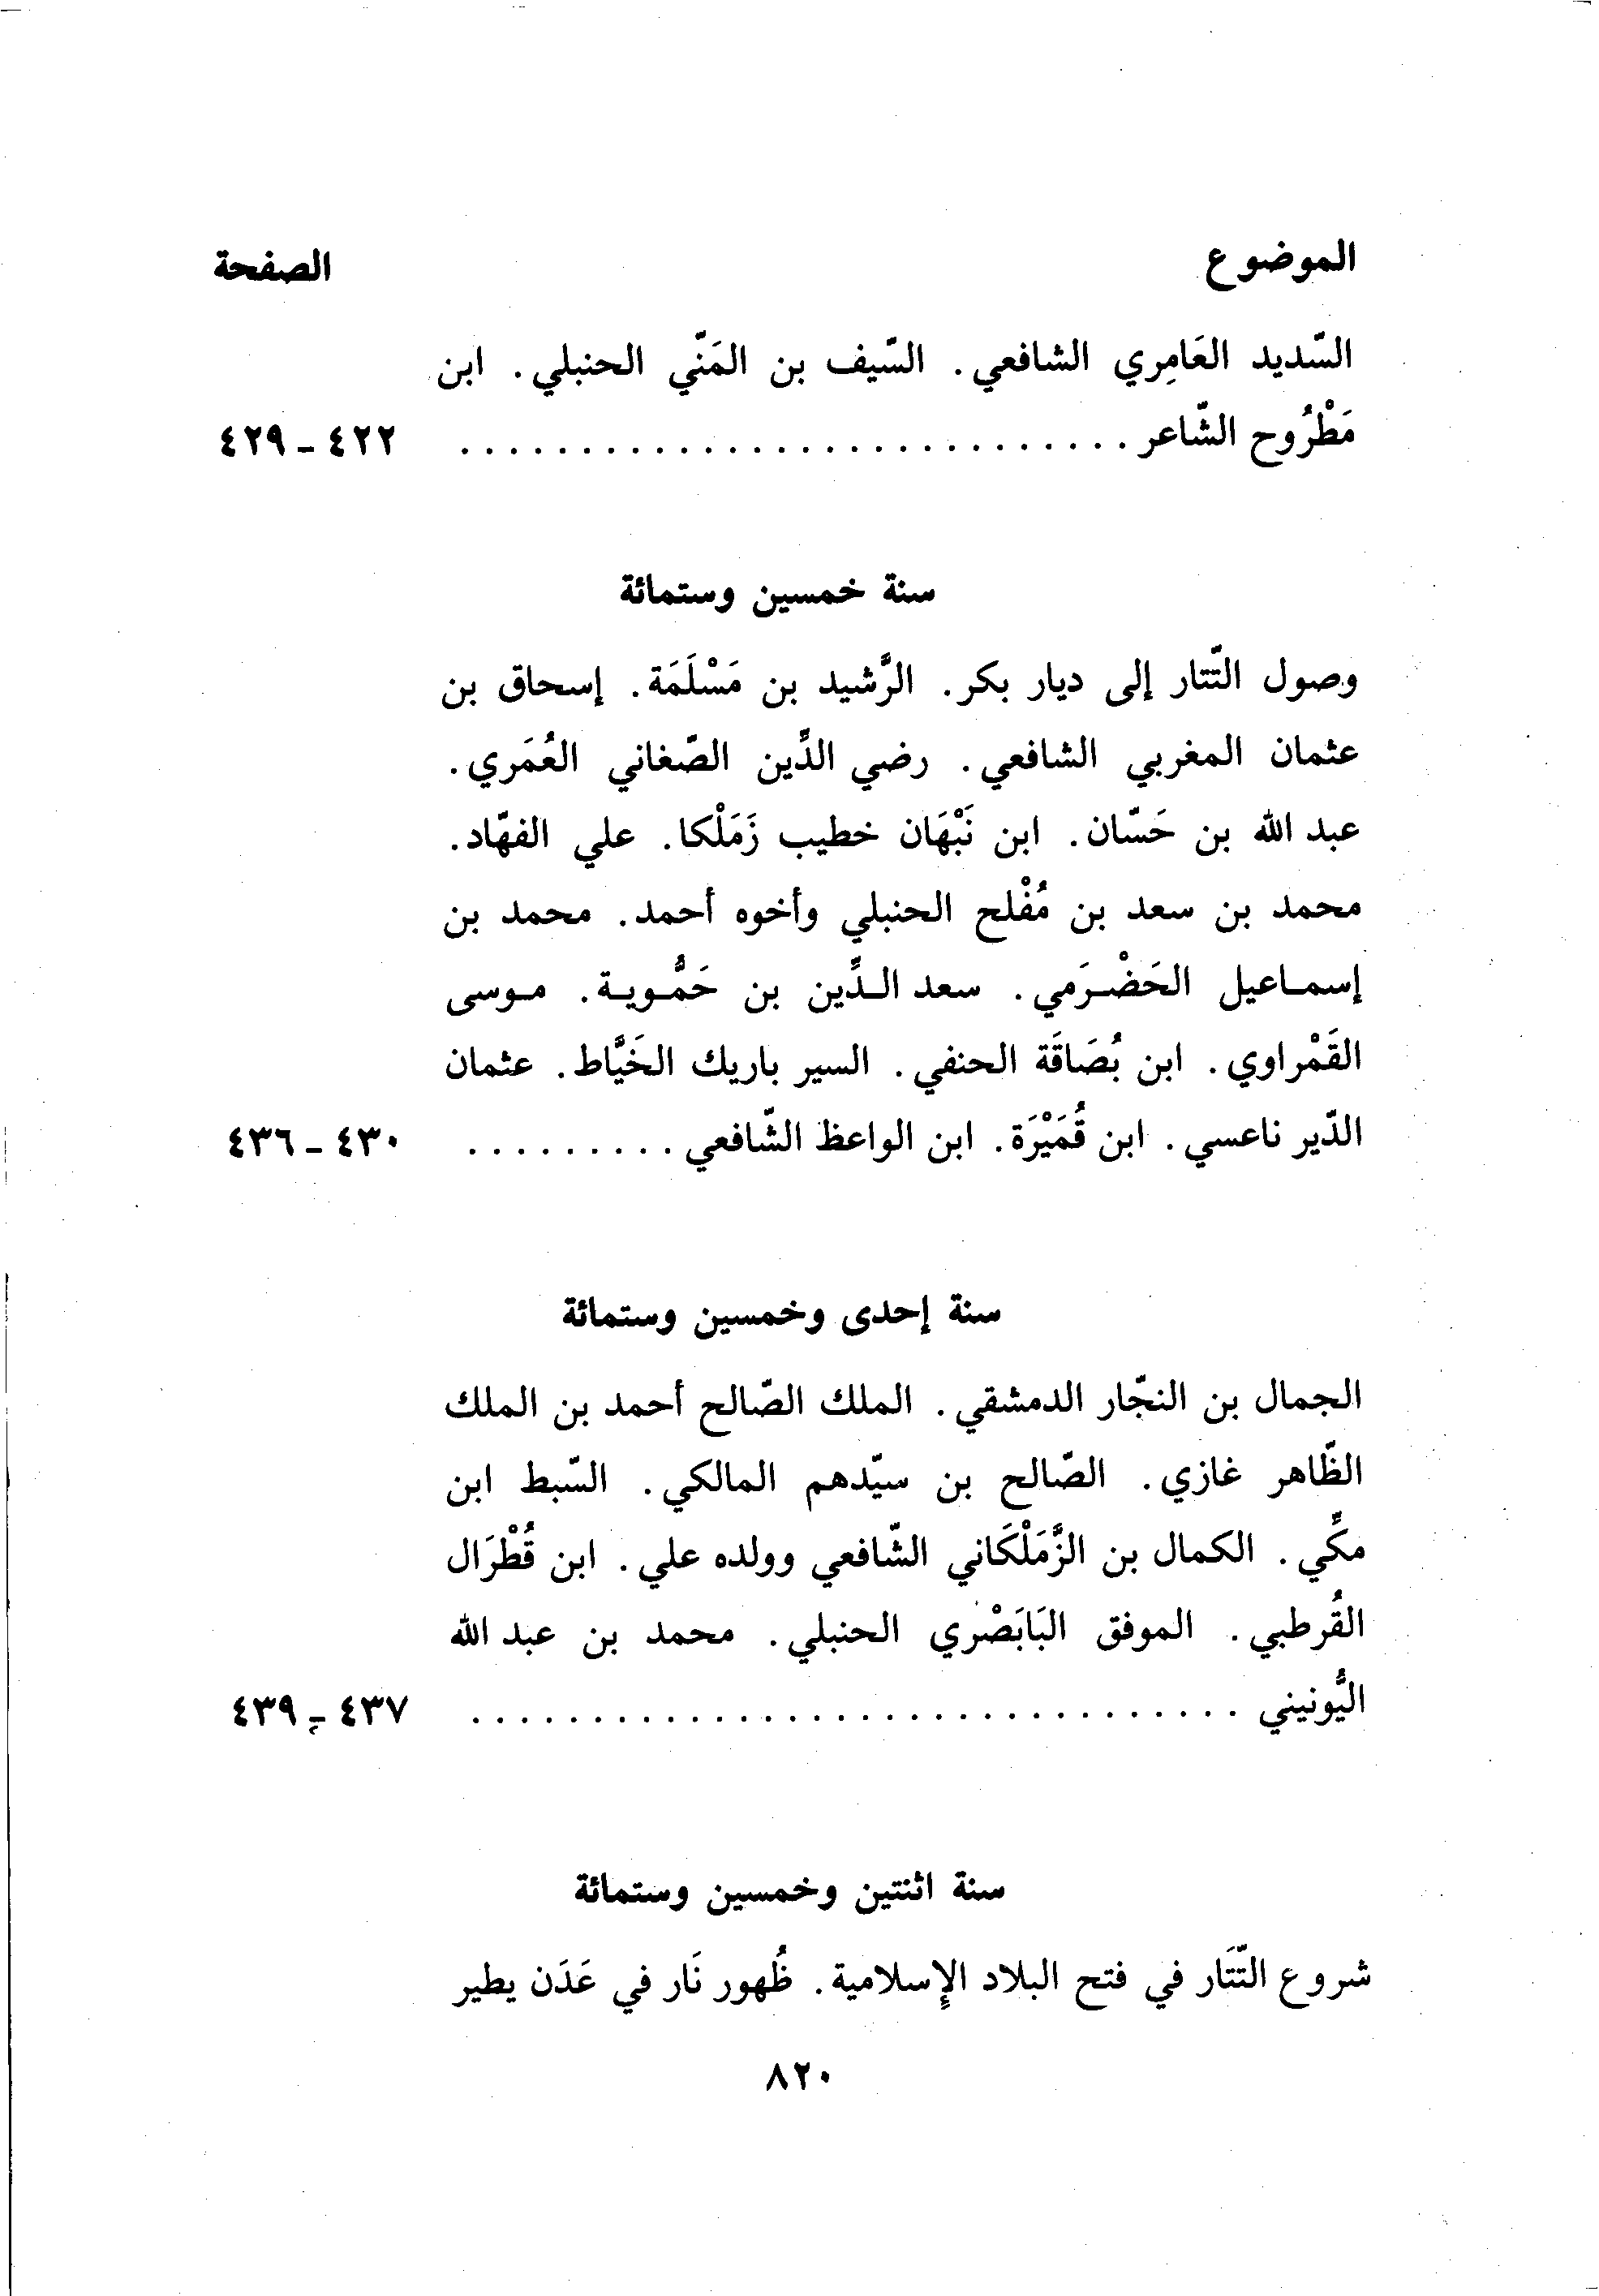 الموضوع الصفحة
السّديد العَامِري الشافعي. السّيف بن المَنّي الحنبلي. ابن
مَطْرُوح الشّاعر . . . . . . . . . . . . . . . . . . . . . . . . . . . . ٤٢٢ - ٤٢٩
سنة خمسين وستمائة
وصول التّتار إلى ديار بكر. الرَّشيد بن مَسْلَمَة. إسحاق بن
عثمان المغربي الشافعي. رضي الدِّين الصّغاني العُمَري.
عبد الله بن حَسّان. ابن نَبْهَان خطيب زَمَلْكا. علي الفهّاد.
محمد بن سعد بن مُفْلح الحنبلي وأخوه أحمد. محمد بن
إسماعيل الحَضْرَمي. سعد الدِّين بن حَمُّوية. موسى
القَمْراوي. ابن بُصَاقَة الحنفي. السير باريك الخَيَّاط. عثمان
الدّير ناعسي. ابن قُمَيْرَة. ابن الواعظ الشّافعي . . . . . . . . . ٤٣٠ - ٤٣٦
سنة إحدى وخمسين وستمائة
الجمال بن النجّار الدمشقي. الملك الصّالح أحمد بن الملك
الظّاهر غازي. الصّالح بن سيّدهم المالكي. السّبط ابن
مكِّي. الكمال بن الزَّمَلْكَاني الشّافعي وولده علي. ابن قُطْرَال
القُرطبي. الموفق البَابَصْري الحنبلي. محمد بن عبد الله
اليُّونيني . . . . . . . . . . . . . . . . . . . . . . . . . . . . . . . . ٤٣٧ - ٤٣٩
سنة اثنتين وخمسين وستمائة
شروع التّتَار في فتح البلاد الإِسلامية. ظُهور نَار في عَدَن يطير
٨٢٠